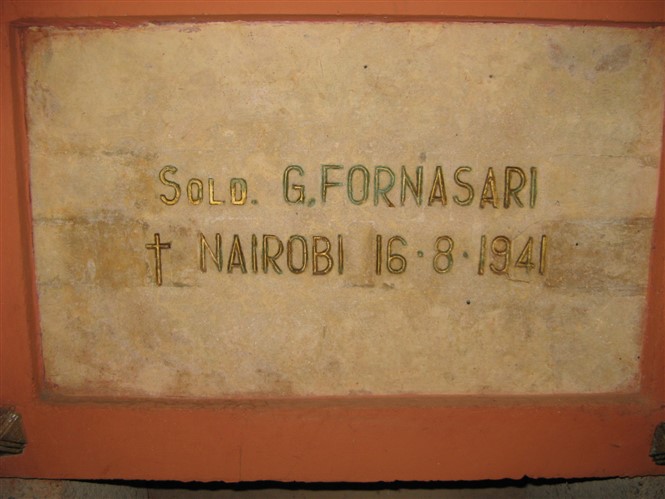 SOLD. G. FORNASARI
† NAIROBI 16·8·1941